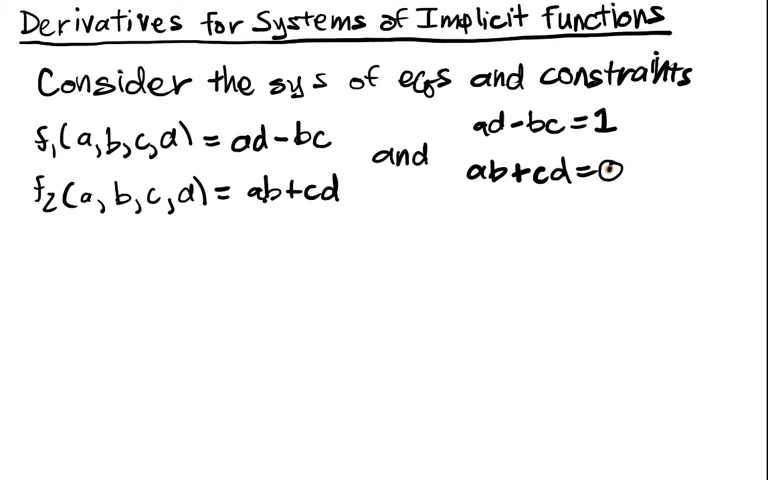 Derivatives for Systems of Implicit Functions
Consider the sys of eqs and constraints
f₁(a,b,c,d) = ad-bc and ad-bc=1
f₂(a,b,c,d) = ab+cd ab+cd=0